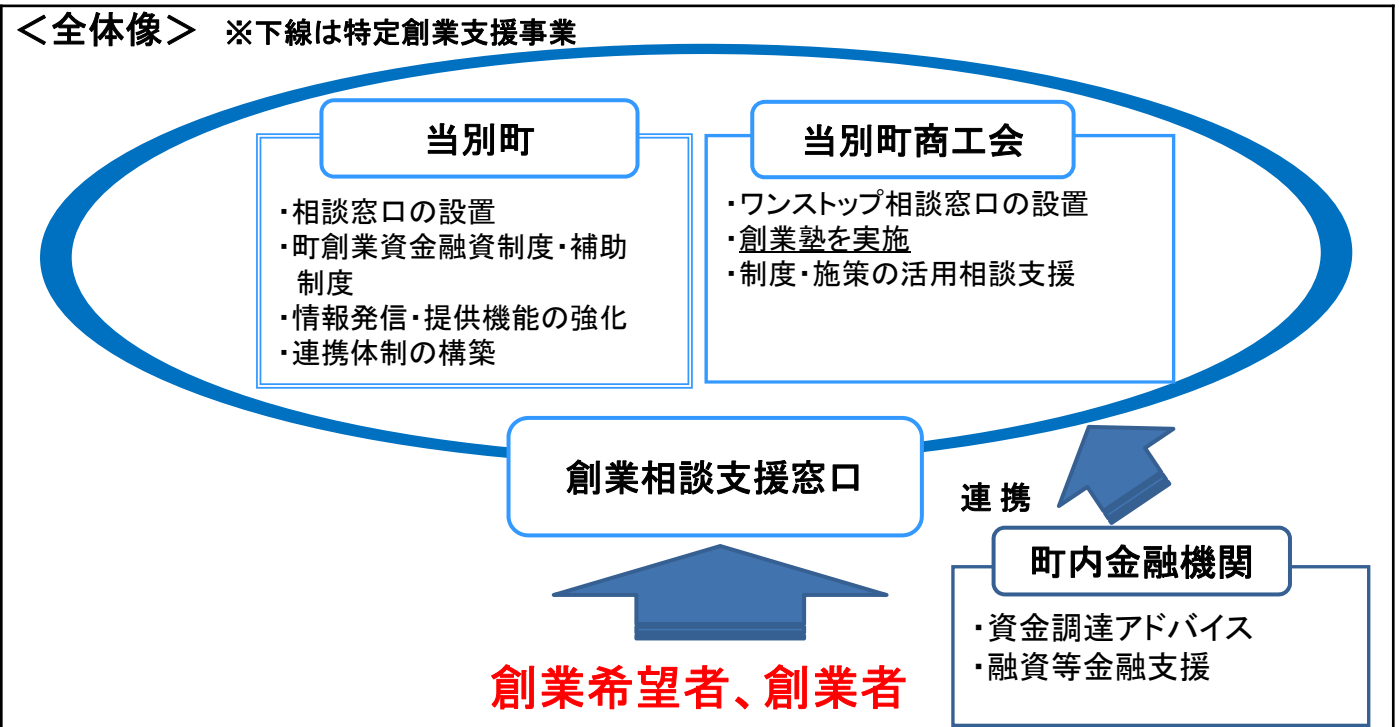 ＜全体像＞ ※下線は特定創業支援事業
当別町
・相談窓口の設置
・町創業資金融資制度・補助
制度
・情報発信・提供機能の強化
・連携体制の構築
当別町商工会
・ワンストップ相談窓口の設置
・創業塾を実施
・制度・施策の活用相談支援
創業相談支援窓口
連 携
町内金融機関
・資金調達アドバイス
・融資等金融支援
創業希望者、創業者